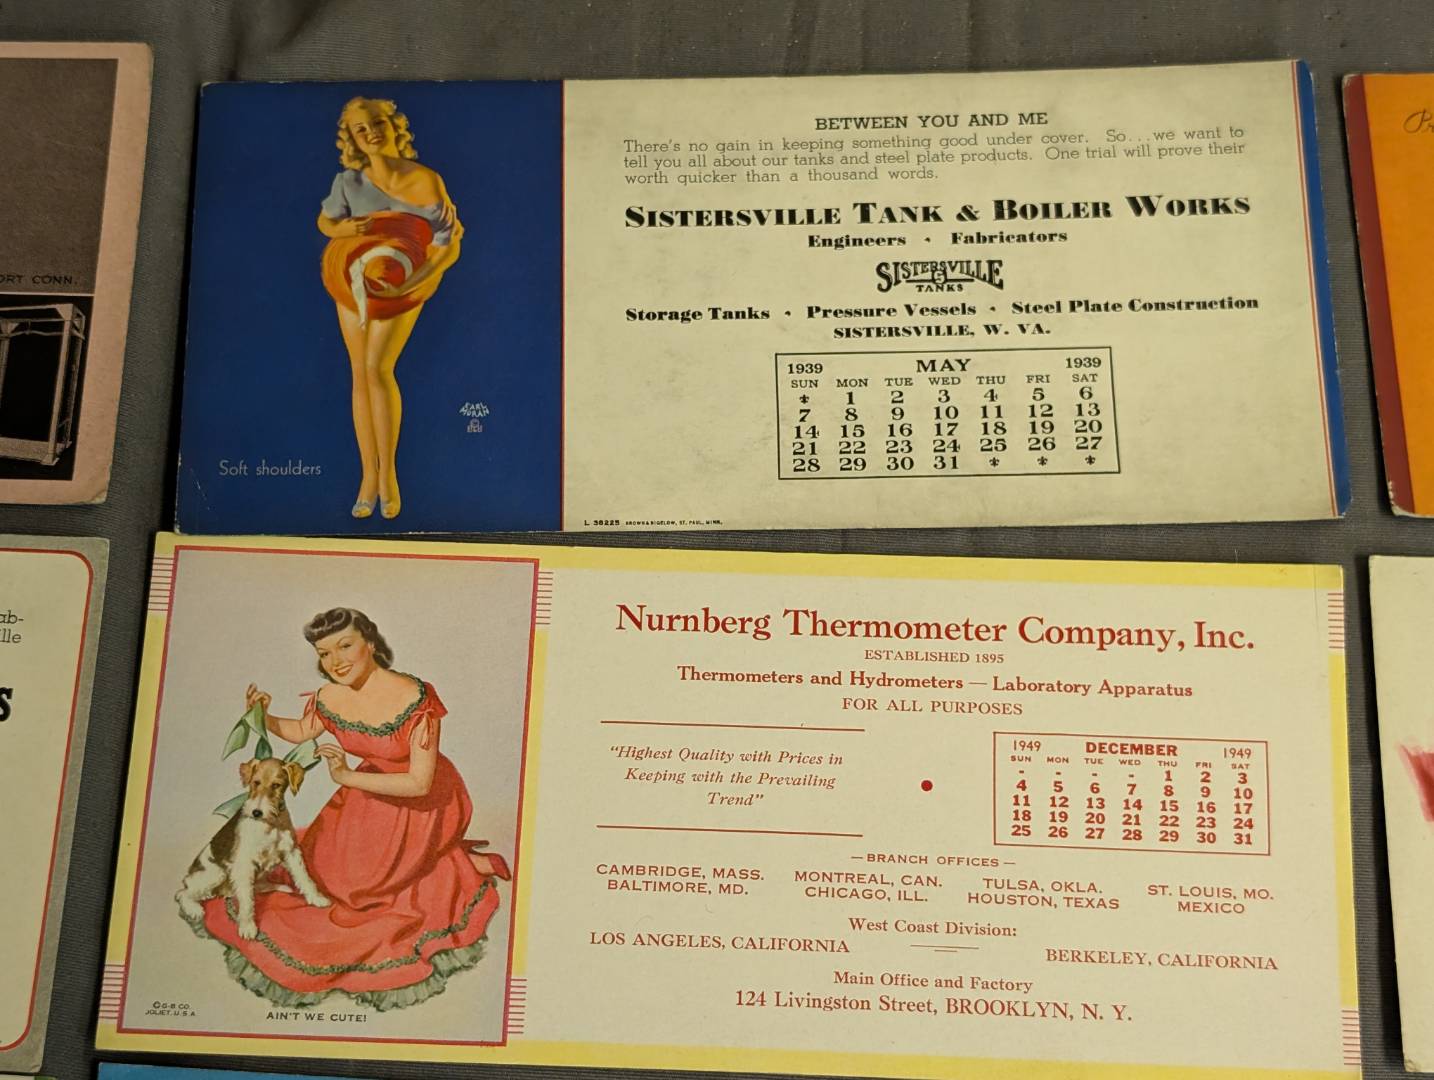 ORT CONN.
BETWEEN YOU AND ME
There's no gain in keeping something good under cover. So...we want to
tell you all about our tanks and steel plate products. One trial will prove their
worth quicker than a thousand words.
SISTERSVILLE TANK & BOILER WORKS
Engineers • Fabricators
SISTERSVILLE
TANKS
Storage Tanks • Pressure Vessels • Steel Plate Construction
SISTERSVILLE, W. VA.
1939 MAY 1939
SUN MON TUE WED THU FRI SAT
* 1 2 3 4 5 6
7 8 9 10 11 12 13
14 15 16 17 18 19 20
21 22 23 24 25 26 27
28 29 30 31 * * *
EARL
MORAN
©
B&B
Soft shoulders
L 38225 BROWN & BIGELOW, ST. PAUL, MINN.
ab-
ille
S
Nurnberg Thermometer Company, Inc.
ESTABLISHED 1895
Thermometers and Hydrometers — Laboratory Apparatus
FOR ALL PURPOSES
"Highest Quality with Prices in
Keeping with the Prevailing
Trend"
1949 DECEMBER 1949
SUN MON TUE WED THU FRI SAT
- - - - 1 2 3
4 5 6 7 8 9 10
11 12 13 14 15 16 17
18 19 20 21 22 23 24
25 26 27 28 29 30 31
— BRANCH OFFICES —
CAMBRIDGE, MASS. MONTREAL, CAN. TULSA, OKLA. ST. LOUIS, MO.
BALTIMORE, MD. CHICAGO, ILL. HOUSTON, TEXAS MEXICO
West Coast Division:
LOS ANGELES, CALIFORNIA BERKELEY, CALIFORNIA
Main Office and Factory
124 Livingston Street, BROOKLYN, N. Y.
© G-B CO.
JOLIET, U.S.A.
AIN'T WE CUTE!